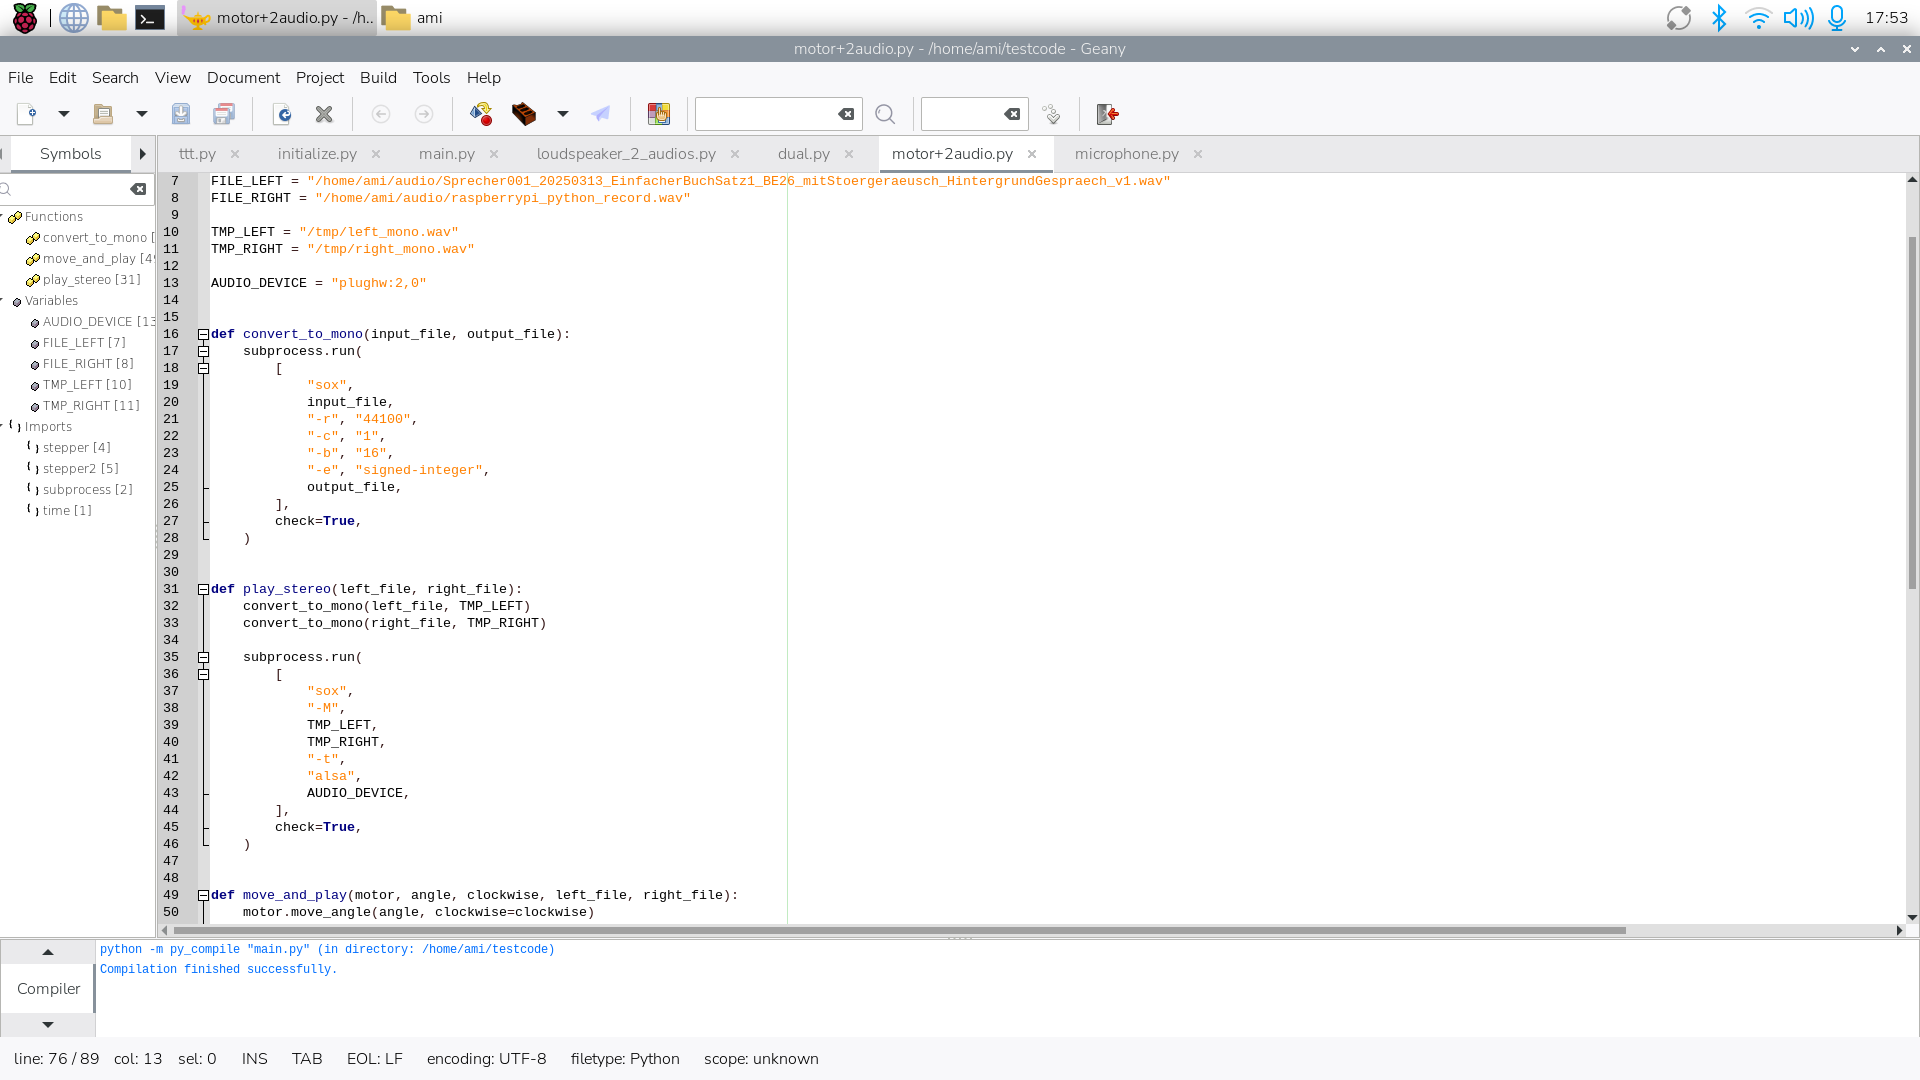 motor+2audio.py - /h..
ami
17:53
motor+2audio.py - /home/ami/testcode - Geany
File Edit Search View Document Project Build Tools Help
Symbols
ttt.py
initialize.py
main.py
loudspeaker_2_audios.py
dual.py
motor+2audio.py
microphone.py
Functions
convert_to_mono [
move_and_play [49
play_stereo [31]
Variables
AUDIO_DEVICE [13
FILE_LEFT [7]
FILE_RIGHT [8]
TMP_LEFT [10]
TMP_RIGHT [11]
Imports
stepper [4]
stepper2 [5]
subprocess [2]
time [1]
7 FILE_LEFT = "/home/ami/audio/Sprecher001_20250313_EinfacherBuchSatz1_BE26_mitStoergeraeusch_HintergrundGespraech_v1.wav"
8 FILE_RIGHT = "/home/ami/audio/raspberrypi_python_record.wav"
9
10 TMP_LEFT = "/tmp/left_mono.wav"
11 TMP_RIGHT = "/tmp/right_mono.wav"
12
13 AUDIO_DEVICE = "plughw:2,0"
14
15
16 def convert_to_mono(input_file, output_file):
17     subprocess.run(
18         [
19             "sox",
20             input_file,
21             "-r", "44100",
22             "-c", "1",
23             "-b", "16",
24             "-e", "signed-integer",
25             output_file,
26         ],
27         check=True,
28     )
29
30
31 def play_stereo(left_file, right_file):
32     convert_to_mono(left_file, TMP_LEFT)
33     convert_to_mono(right_file, TMP_RIGHT)
34
35     subprocess.run(
36         [
37             "sox",
38             "-M",
39             TMP_LEFT,
40             TMP_RIGHT,
41             "-t",
42             "alsa",
43             AUDIO_DEVICE,
44         ],
45         check=True,
46     )
47
48
49 def move_and_play(motor, angle, clockwise, left_file, right_file):
50     motor.move_angle(angle, clockwise=clockwise)
python -m py_compile "main.py" (in directory: /home/ami/testcode)
Compilation finished successfully.
Compiler
line: 76 / 89 col: 13 sel: 0 INS TAB EOL: LF encoding: UTF-8 filetype: Python scope: unknown